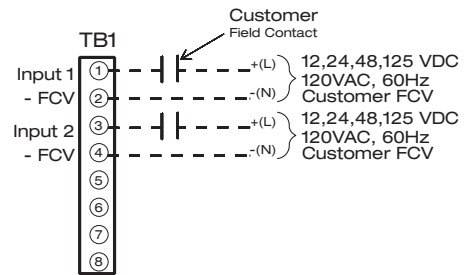 Customer
Field Contact
TB1
Input 1 1 +(L) 12,24,48,125 VDC
120VAC, 60Hz
- FCV 2 -(N) Customer FCV
Input 2 3 +(L) 12,24,48,125 VDC
120VAC, 60Hz
- FCV 4 -(N) Customer FCV
5
6
7
8